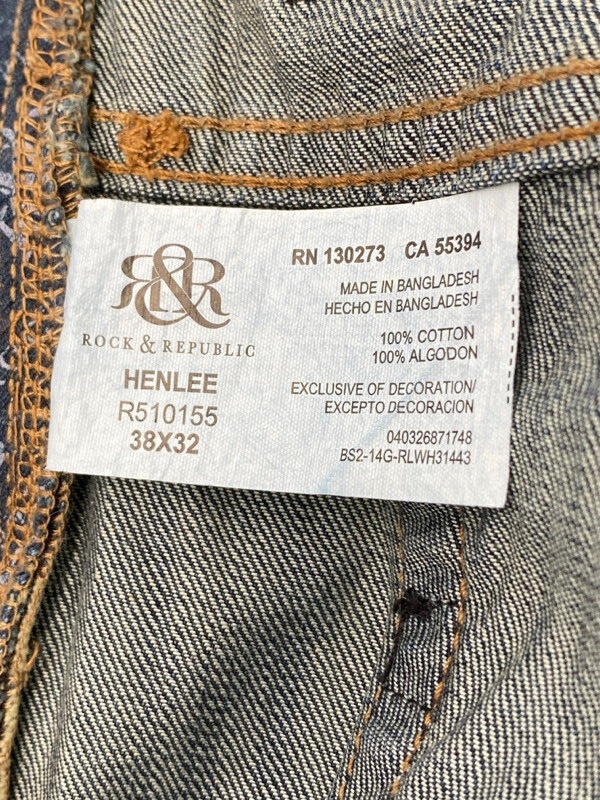 R&R
ROCK & REPUBLIC
HENLEE
R510155
38X32
RN 130273 CA 55394
MADE IN BANGLADESH
HECHO EN BANGLADESH
100% COTTON
100% ALGODON
EXCLUSIVE OF DECORATION/
EXCEPTO DECORACION
040326871748
BS2-14G-RLWH31443